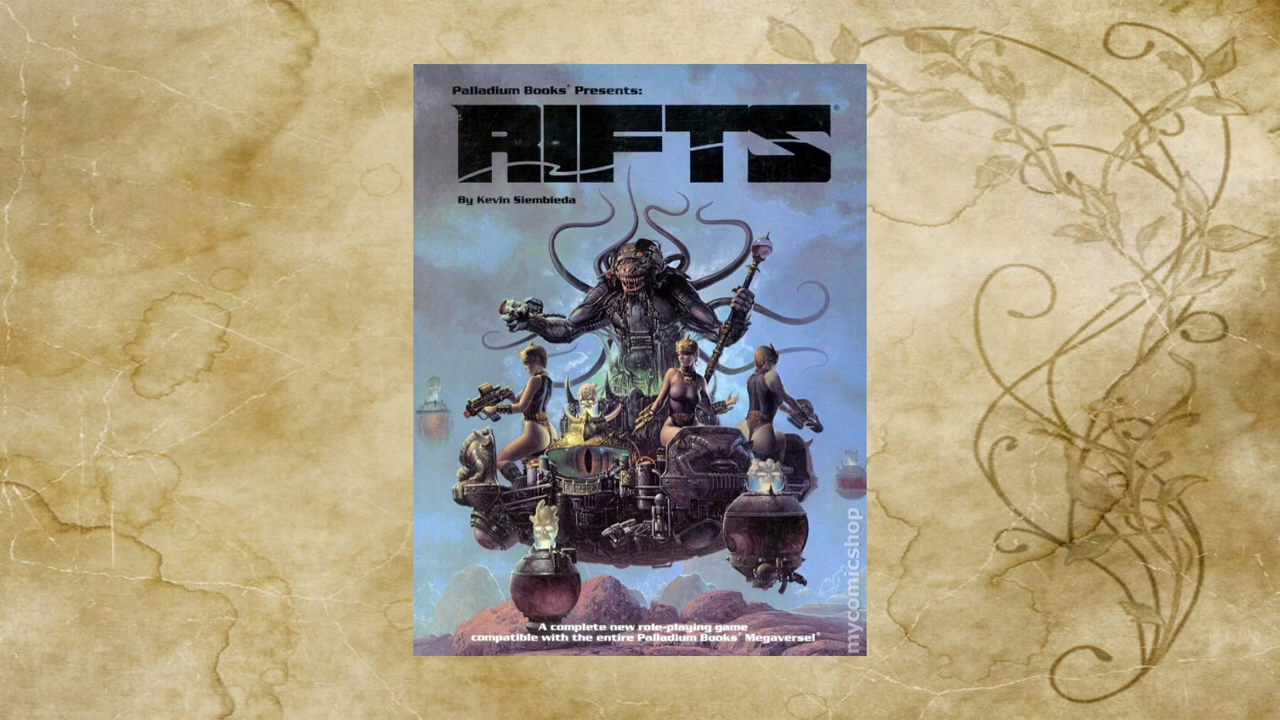 Palladium Books® Presents:
RIFTS®
By Kevin Siembieda
A complete new role-playing game
compatible with the entire Palladium Books® Megaverse!®
mycomicshop